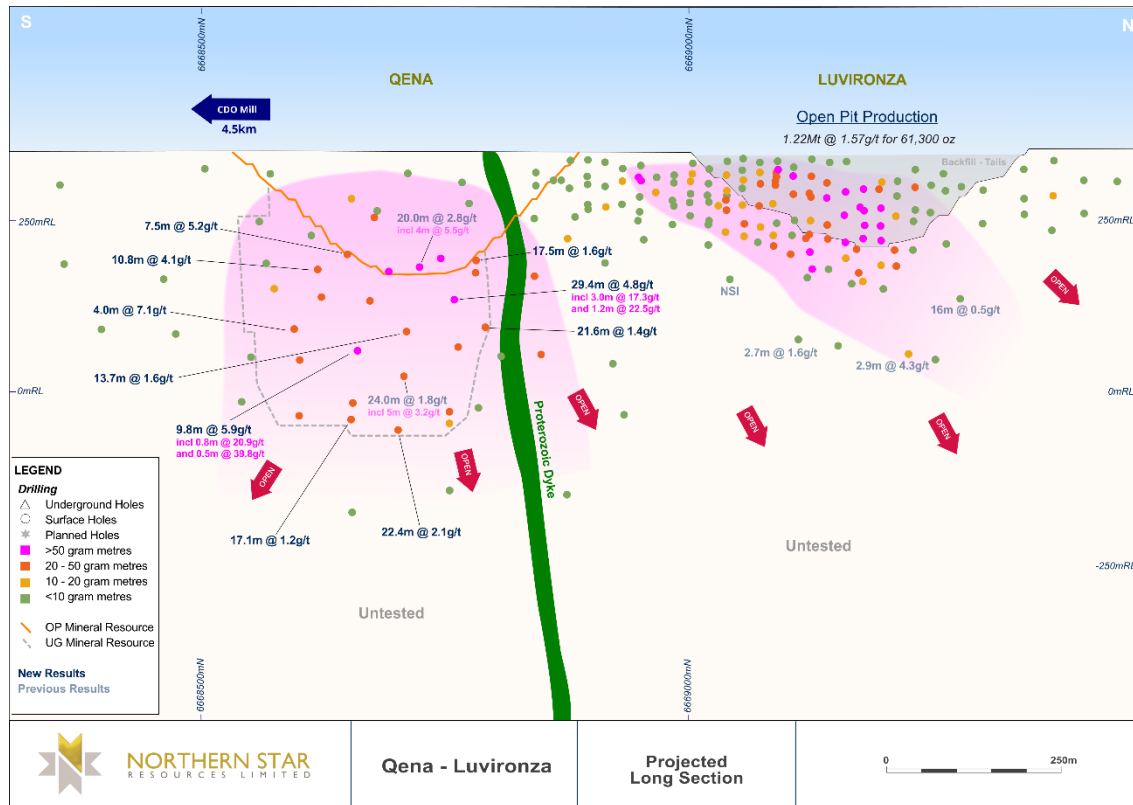 S
N
6668500mN
6669000mN
QENA
LUVIRONZA
CDO Mill
4.5km
Open Pit Production
1.22Mt @ 1.57g/t for 61,300 oz
Backfill - Tails
250mRL
250mRL
7.5m @ 5.2g/t
20.0m @ 2.8g/t
incl 4m @ 5.5g/t
17.5m @ 1.6g/t
10.8m @ 4.1g/t
29.4m @ 4.8g/t
incl 3.0m @ 17.3g/t
and 1.2m @ 22.5g/t
NSI
OPEN
16m @ 0.5g/t
4.0m @ 7.1g/t
21.6m @ 1.4g/t
2.7m @ 1.6g/t
2.9m @ 4.3g/t
13.7m @ 1.6g/t
0mRL
0mRL
24.0m @ 1.8g/t
incl 5m @ 3.2g/t
OPEN
OPEN
OPEN
9.8m @ 5.9g/t
incl 0.8m @ 20.9g/t
and 0.5m @ 39.8g/t
Proterozoic Dyke
OPEN
OPEN
17.1m @ 1.2g/t
22.4m @ 2.1g/t
Untested
Untested
-250mRL
LEGEND
Drilling
Underground Holes
Surface Holes
Planned Holes
>50 gram metres
20 - 50 gram metres
10 - 20 gram metres
<10 gram metres
OP Mineral Resource
UG Mineral Resource
New Results
Previous Results
6668500mN
6669000mN
NORTHERN STAR
RESOURCES LIMITED
Qena - Luvironza
Projected
Long Section
0
250m